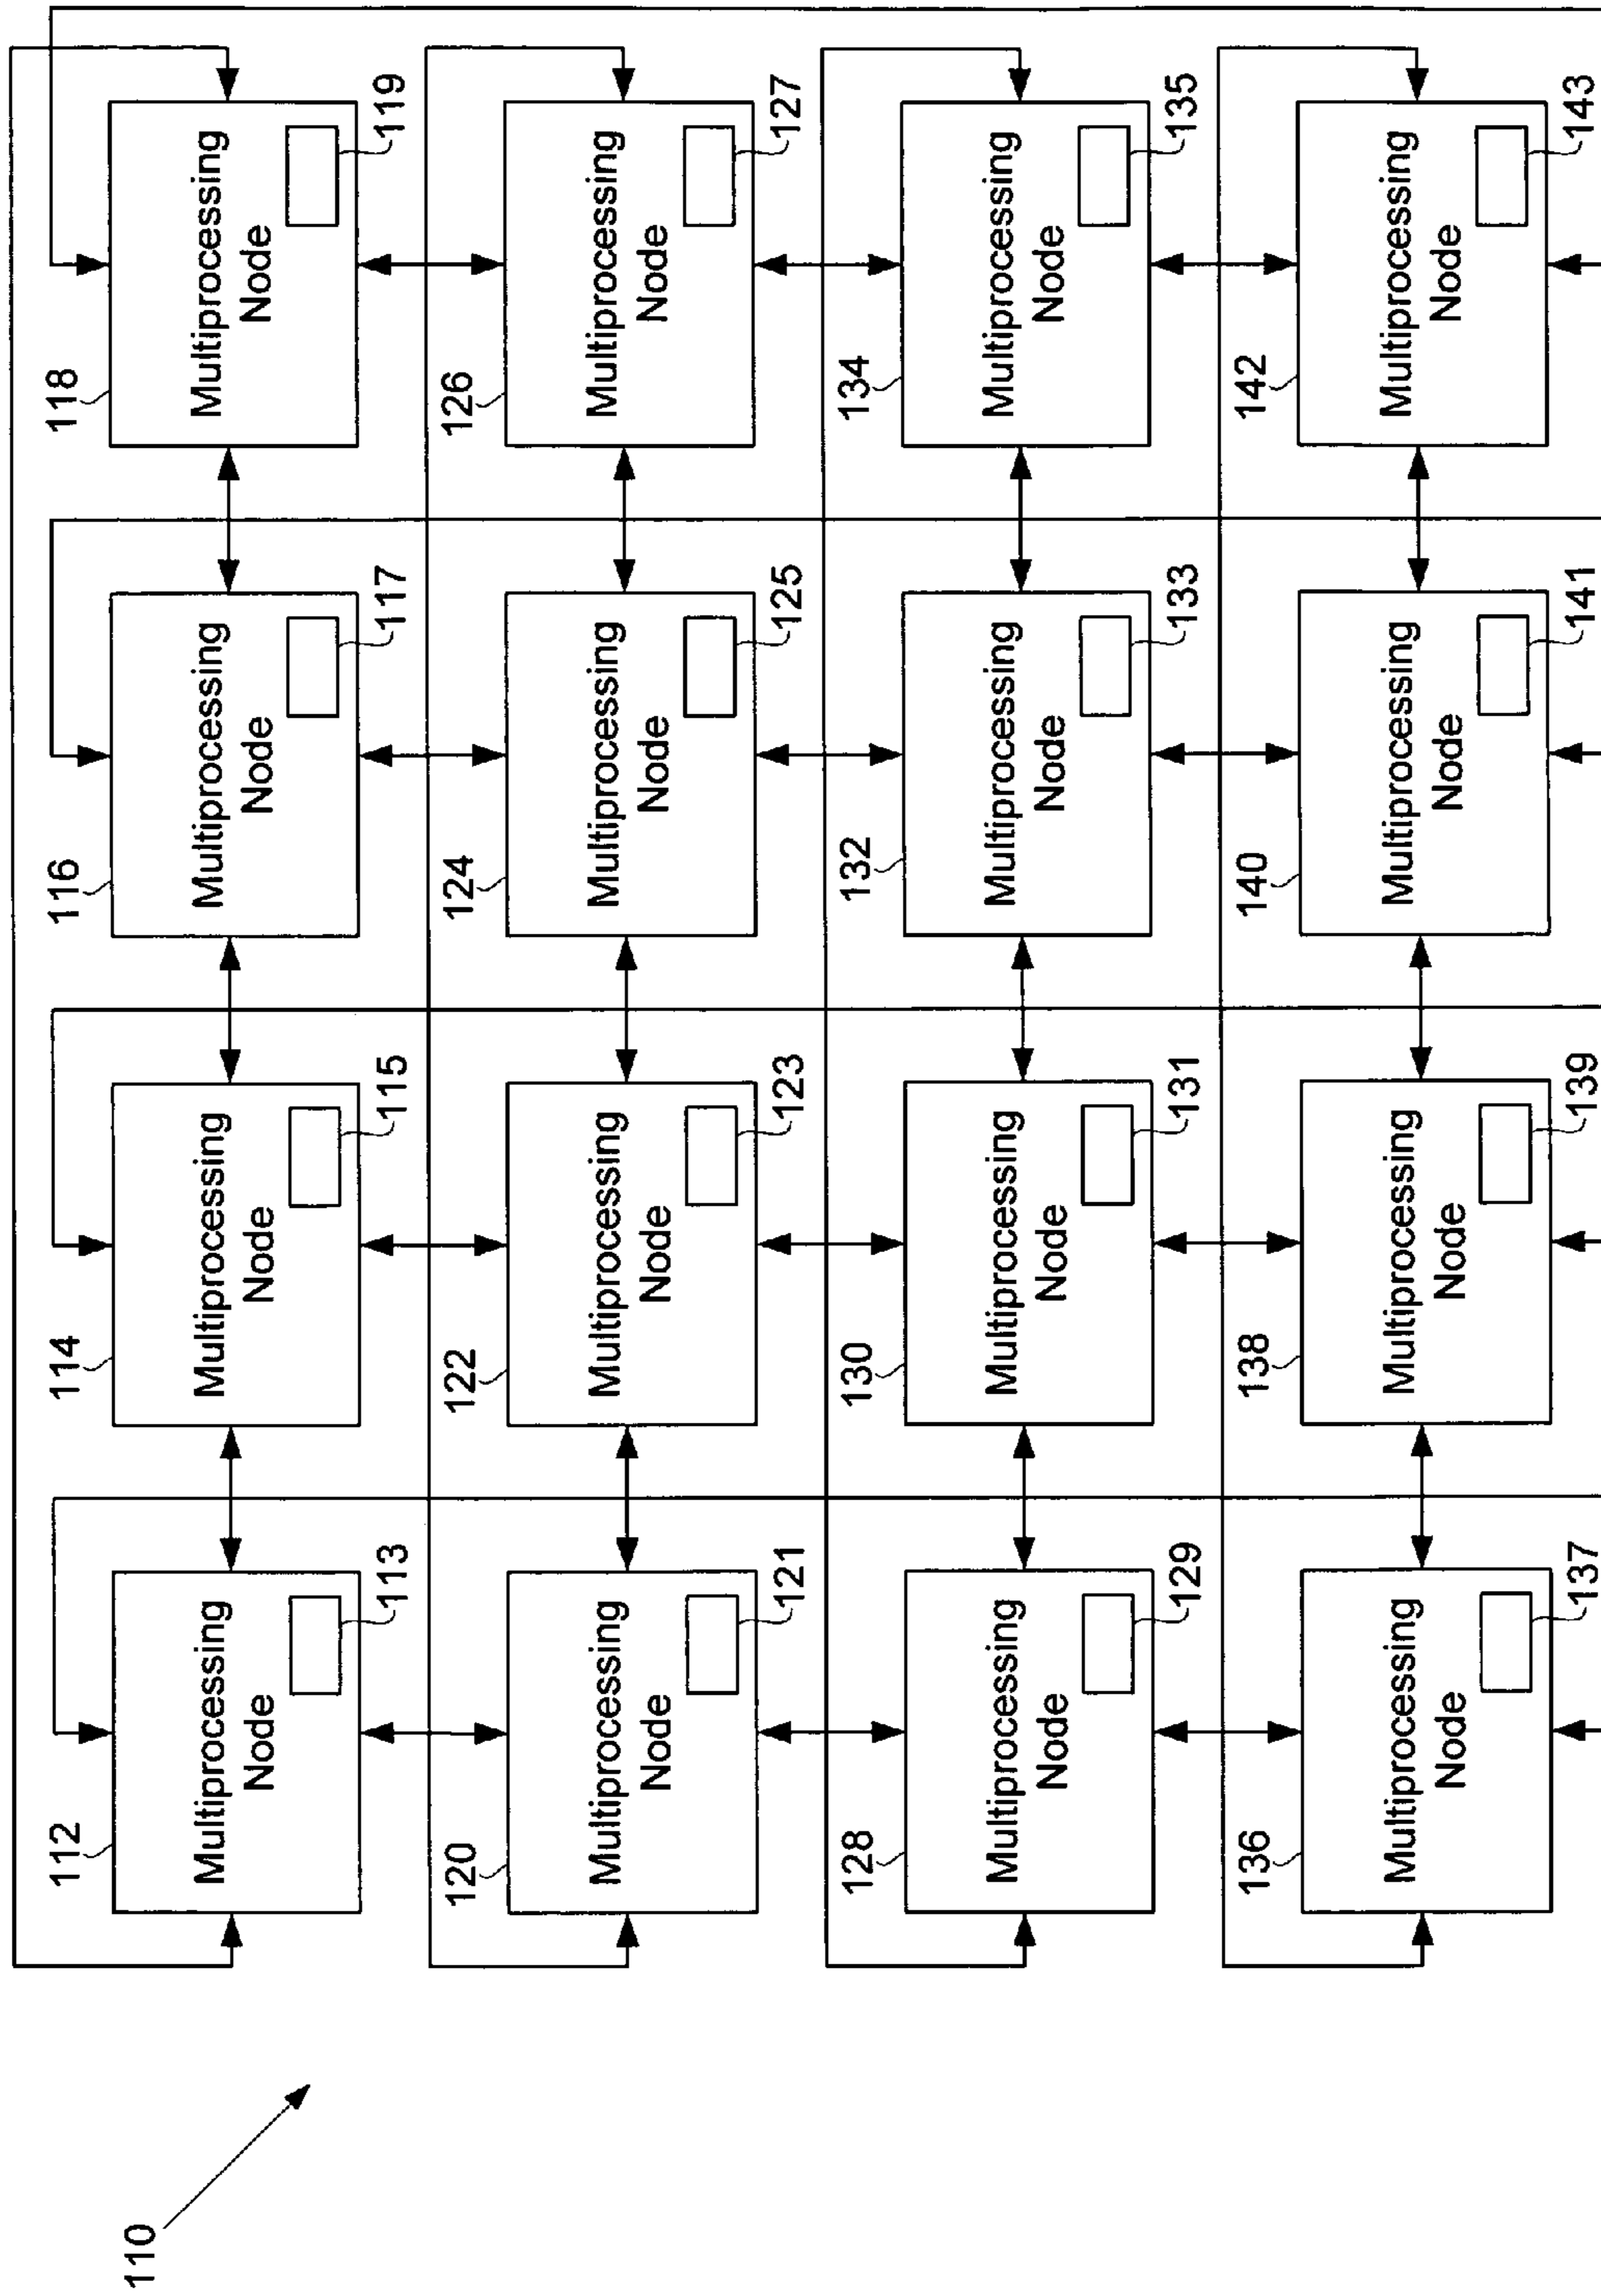 110
112
Multiprocessing
Node
113
114
Multiprocessing
Node
115
116
Multiprocessing
Node
117
118
Multiprocessing
Node
119
120
Multiprocessing
Node
121
122
Multiprocessing
Node
123
124
Multiprocessing
Node
125
126
Multiprocessing
Node
127
128
Multiprocessing
Node
129
130
Multiprocessing
Node
131
132
Multiprocessing
Node
133
134
Multiprocessing
Node
135
136
Multiprocessing
Node
137
138
Multiprocessing
Node
139
140
Multiprocessing
Node
141
142
Multiprocessing
Node
143